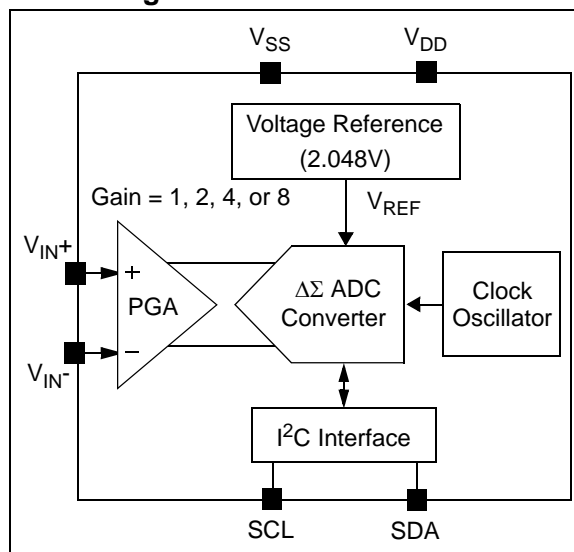 V_SS
V_DD
Voltage Reference
(2.048V)
Gain = 1, 2, 4, or 8
V_REF
V_IN+
+
PGA
ΔΣ ADC
Converter
Clock
Oscillator
−
V_IN-
I²C Interface
SCL
SDA